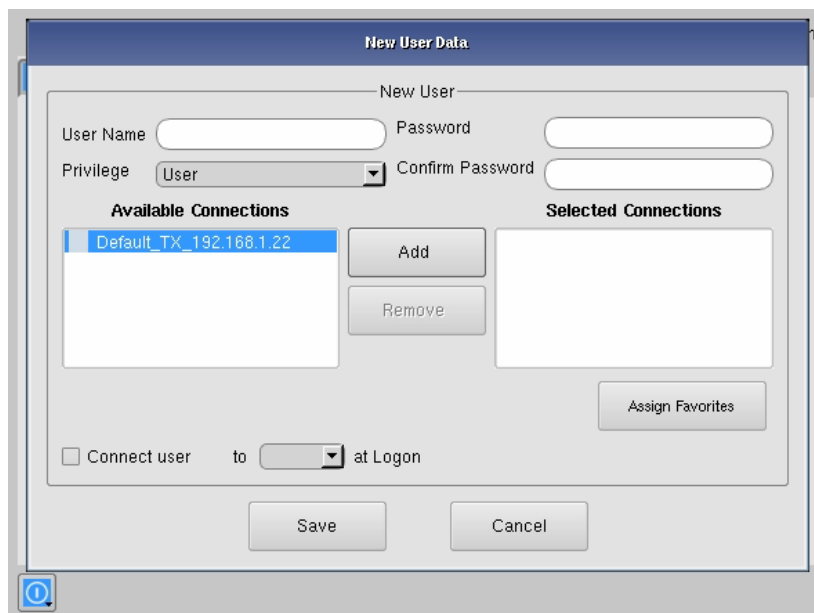 New User Data
New User
User Name
Password
Privilege
User
Confirm Password
Available Connections
Selected Connections
Default_TX_192.168.1.22
Add
Remove
Assign Favorites
Connect user to at Logon
Save
Cancel